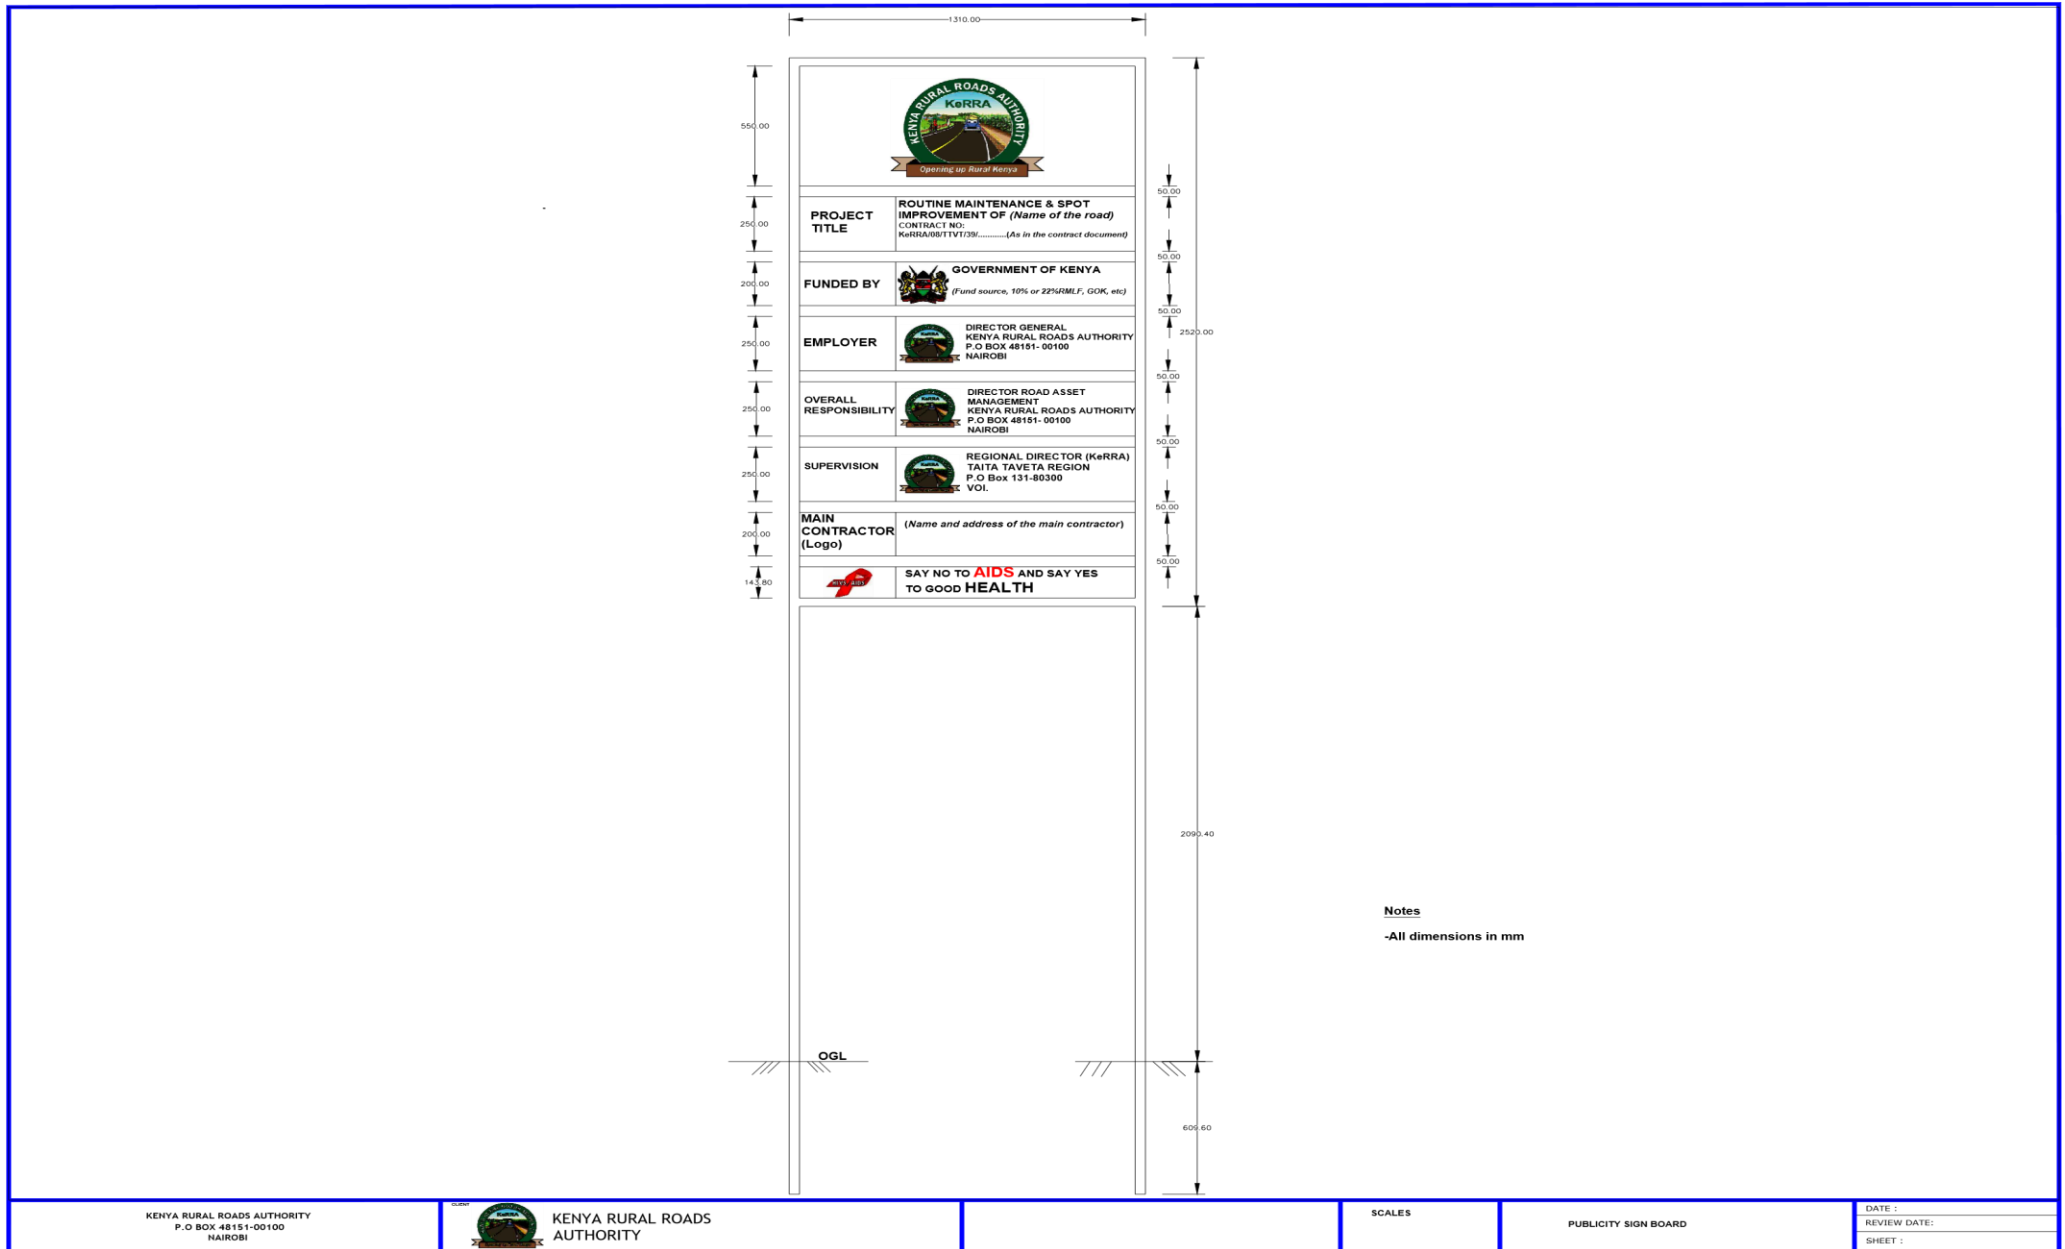 1310.00
KENYA RURAL ROADS AUTHORITY
KeRRA
Opening up Rural Kenya
550.00
50.00
PROJECT
TITLE
ROUTINE MAINTENANCE & SPOT
IMPROVEMENT OF (Name of the road)
CONTRACT NO:
KeRRA/08/TTVT/39/............(As in the contract document)
250.00
50.00
FUNDED BY
GOVERNMENT OF KENYA
(Fund source, 10% or 22%RMLF, GOK, etc)
200.00
50.00
2520.00
EMPLOYER
DIRECTOR GENERAL
KENYA RURAL ROADS AUTHORITY
P.O BOX 48151- 00100
NAIROBI
250.00
50.00
OVERALL
RESPONSIBILITY
DIRECTOR ROAD ASSET
MANAGEMENT
KENYA RURAL ROADS AUTHORITY
P.O BOX 48151- 00100
NAIROBI
250.00
50.00
SUPERVISION
REGIONAL DIRECTOR (KeRRA)
TAITA TAVETA REGION
P.O Box 131-80300
VOI.
250.00
50.00
MAIN
CONTRACTOR
(Logo)
(Name and address of the main contractor)
200.00
50.00
143.80
SAY NO TO AIDS AND SAY YES
TO GOOD HEALTH
2090.40
Notes
-All dimensions in mm
OGL
609.60
KENYA RURAL ROADS AUTHORITY
P.O BOX 48151-00100
NAIROBI
CLIENT
KENYA RURAL ROADS
AUTHORITY
SCALES
PUBLICITY SIGN BOARD
DATE :
REVIEW DATE:
SHEET :